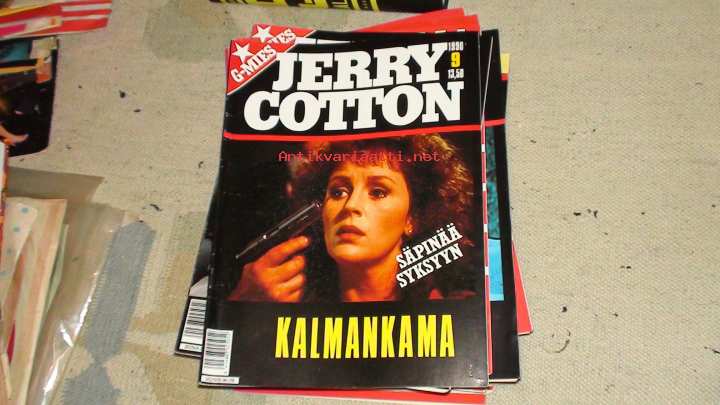 G-MIES
JERRY
COTTON
1990
9
13,50
Antikvariaatti.net
SÄPINÄÄ
SYKSYYN
KALMANKAMA